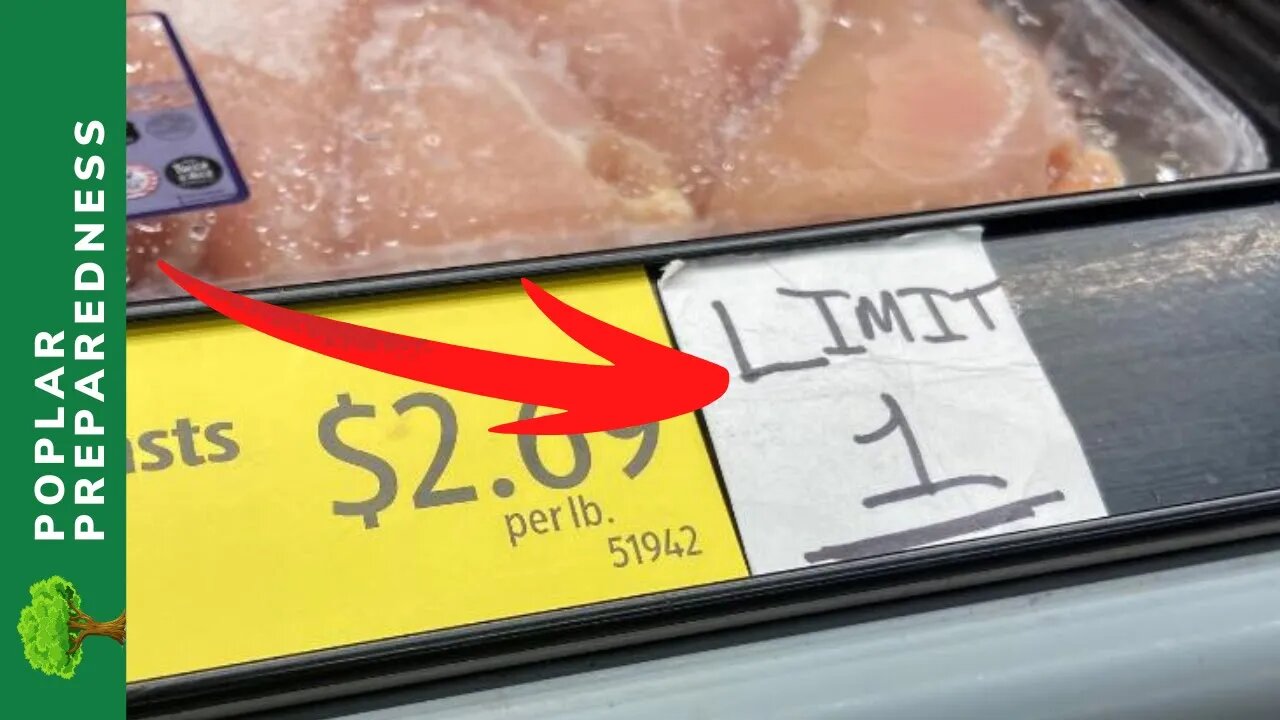 POPLAR
PREPAREDNESS
asts $2.69
per lb.
51942
LIMIT
1